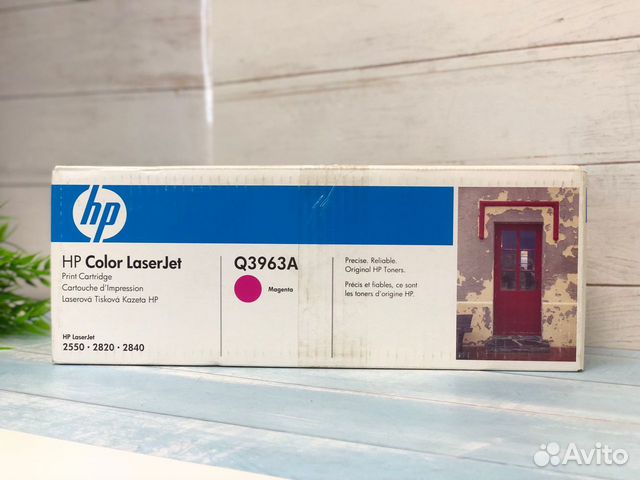 hp
HP Color LaserJet
Print Cartridge
Cartouche d'Impression
Laserová Tisková Kazeta HP
HP LaserJet
2550 • 2820 • 2840
Q3963A
Magenta
Precise. Reliable.
Original HP Toners.
Précis et fiables, ce sont
les toners d'origine HP.
Avito